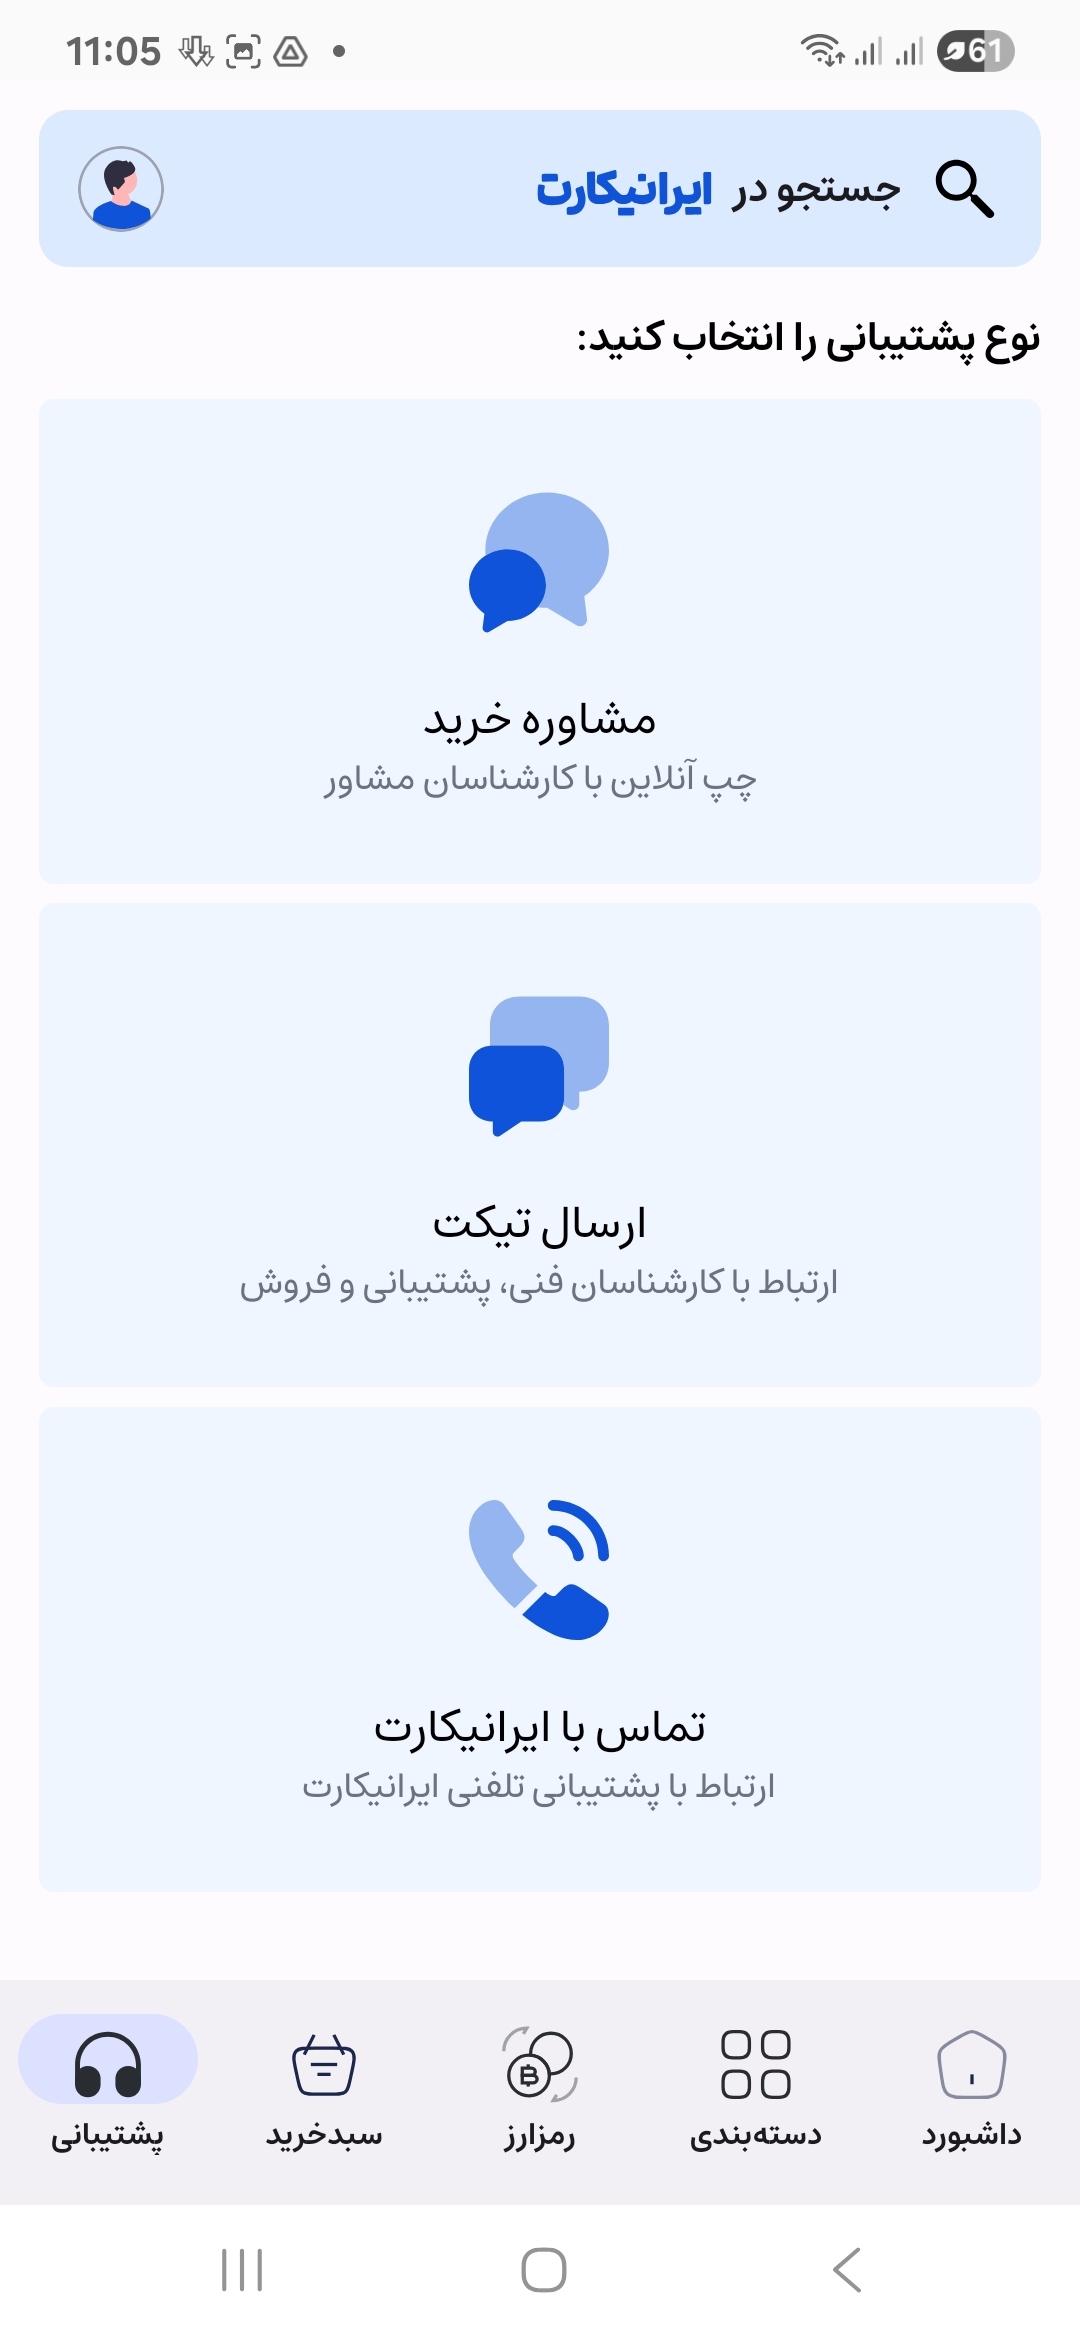 11:05
61
جستجو در ایرانیکارت
نوع پشتیبانی را انتخاب کنید:
مشاوره خرید
چپ آنلاین با کارشناسان مشاور
ارسال تیکت
ارتباط با کارشناسان فنی، پشتیبانی و فروش
تماس با ایرانیکارت
ارتباط با پشتیبانی تلفنی ایرانیکارت
داشبورد
دسته‌بندی
رمزارز
سبدخرید
پشتیبانی